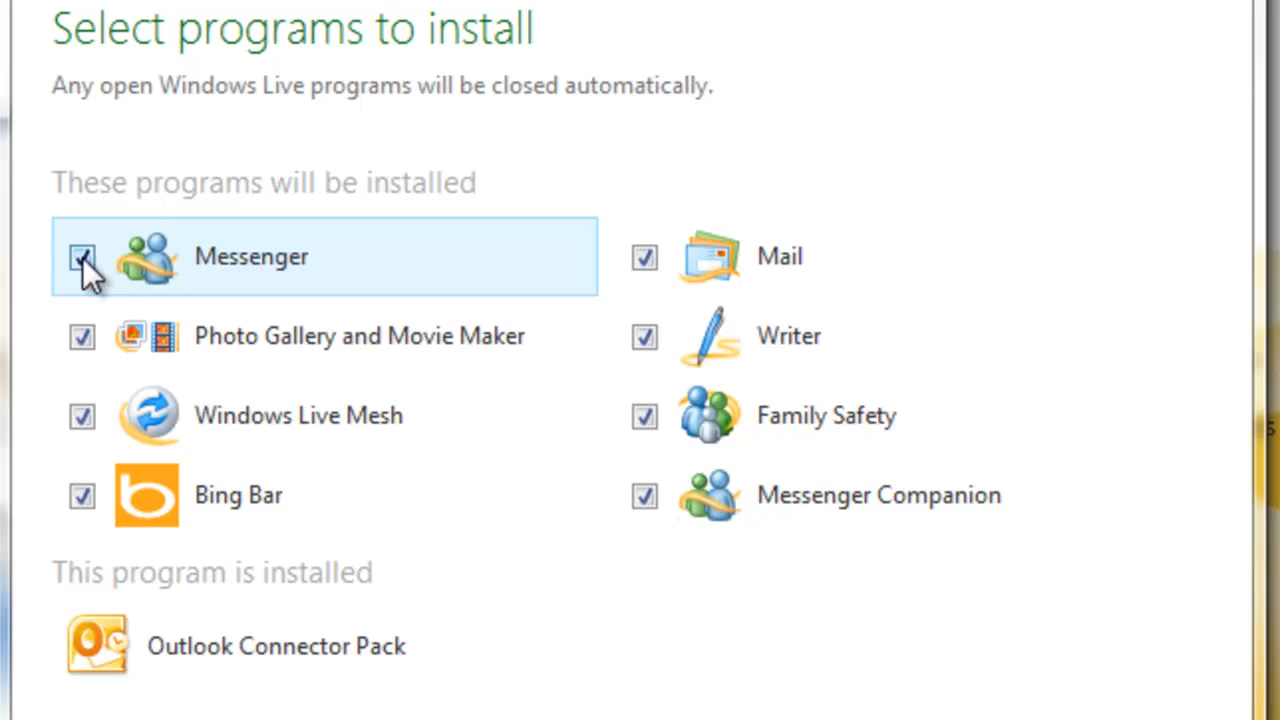 Select programs to install
Any open Windows Live programs will be closed automatically.
These programs will be installed
Messenger
Mail
Photo Gallery and Movie Maker
Writer
Windows Live Mesh
Family Safety
Bing Bar
Messenger Companion
This program is installed
Outlook Connector Pack